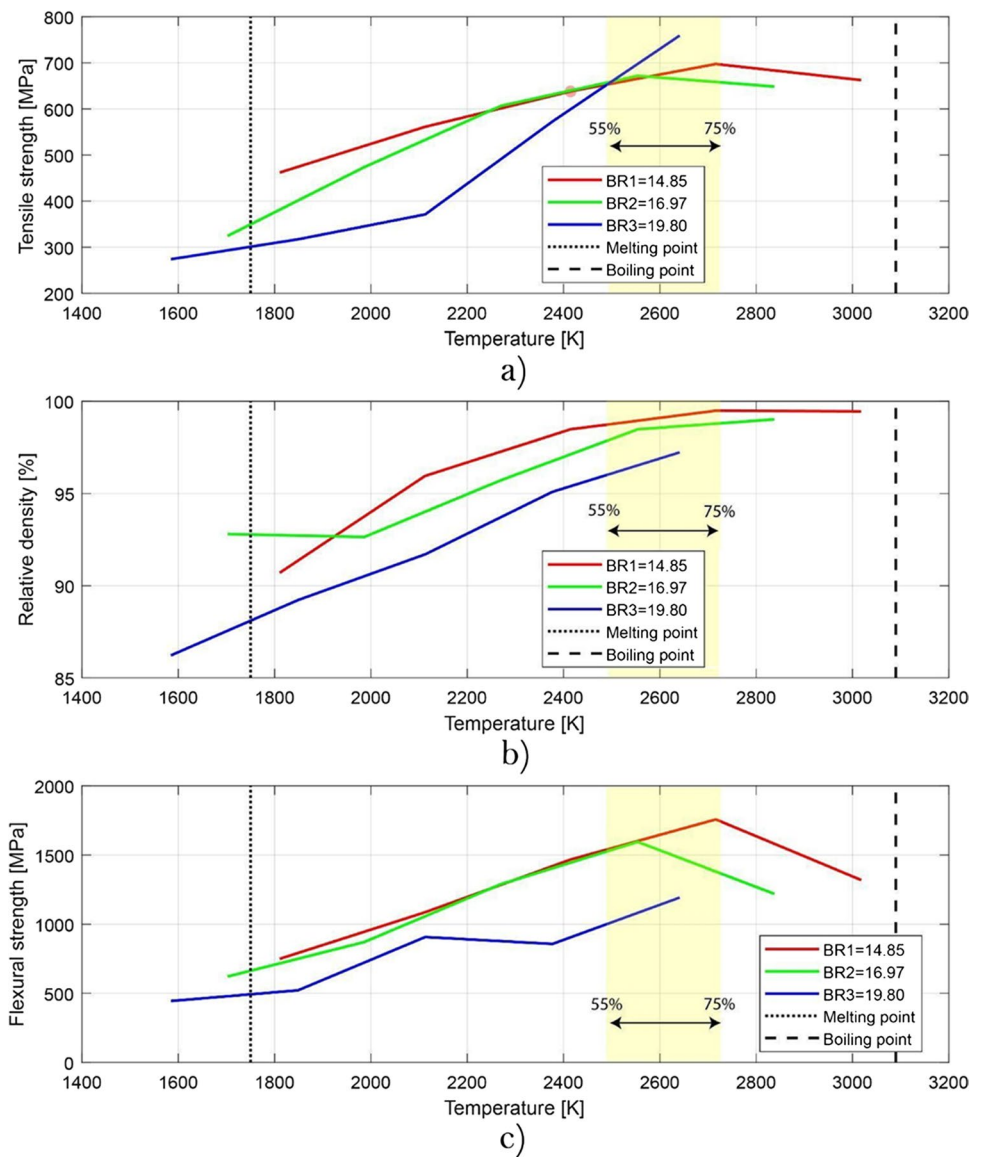 800
700
600
500
400
300
200
Tensile strength [MPa]
55%
75%
BR1=14.85
BR2=16.97
BR3=19.80
Melting point
Boiling point
1400 1600 1800 2000 2200 2400 2600 2800 3000 3200
Temperature [K]
a)
100
95
90
85
Relative density [%]
55%
75%
BR1=14.85
BR2=16.97
BR3=19.80
Melting point
Boiling point
1400 1600 1800 2000 2200 2400 2600 2800 3000 3200
Temperature [K]
b)
2000
1500
1000
500
0
Flexural strength [MPa]
55%
75%
BR1=14.85
BR2=16.97
BR3=19.80
Melting point
Boiling point
1400 1600 1800 2000 2200 2400 2600 2800 3000 3200
Temperature [K]
c)